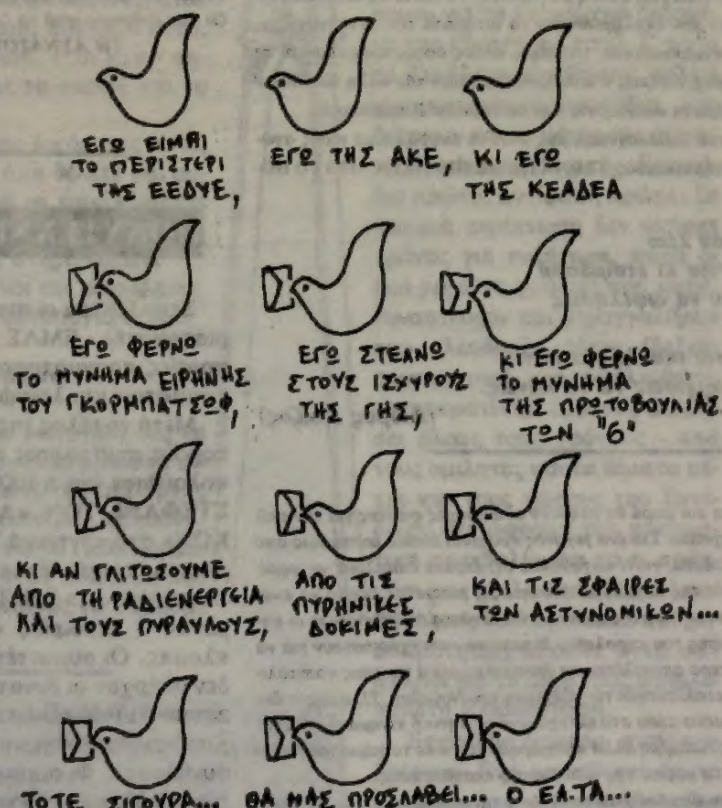 ΕΓΩ ΕΙΜΑΙ
ΤΟ ΠΕΡΙΣΤΕΡΙ
ΤΗΣ ΕΕΔΥΕ,
ΕΓΩ ΤΗΣ ΑΚΕ,
ΚΙ ΕΓΩ
ΤΗΣ ΚΕΑΔΕΑ
ΕΓΩ ΦΕΡΝΩ
ΤΟ ΜΥΝΗΜΑ ΕΙΡΗΝΗΣ
ΤΟΥ ΓΚΟΡΜΠΑΤΣΩΦ,
ΕΓΩ ΣΤΕΛΝΩ
ΣΤΟΥΣ ΙΣΧΥΡΟΥΣ
ΤΗΣ ΓΗΣ,
ΚΙ ΕΓΩ ΦΕΡΝΩ
ΤΟ ΜΥΝΗΜΑ
ΤΗΣ ΠΡΩΤΟΒΟΥΛΙΑΣ
ΤΩΝ "6"
ΚΙ ΑΝ ΓΛΙΤΩΣΟΥΜΕ
ΑΠΟ ΤΗ ΡΑΔΙΕΝΕΡΓΕΙΑ
ΚΑΙ ΤΟΥΣ ΠΥΡΑΥΛΟΥΣ,
ΑΠΟ ΤΙΣ
ΠΥΡΗΝΙΚΕΣ
ΔΟΚΙΜΕΣ,
ΚΑΙ ΤΙΣ ΣΦΑΙΡΕΣ
ΤΩΝ ΑΣΤΥΝΟΜΙΚΩΝ...
ΤΟΤΕ ΣΙΓΟΥΡΑ...
ΘΑ ΜΑΣ ΠΡΟΣΛΑΒΕΙ...
Ο ΕΛ.ΤΑ...